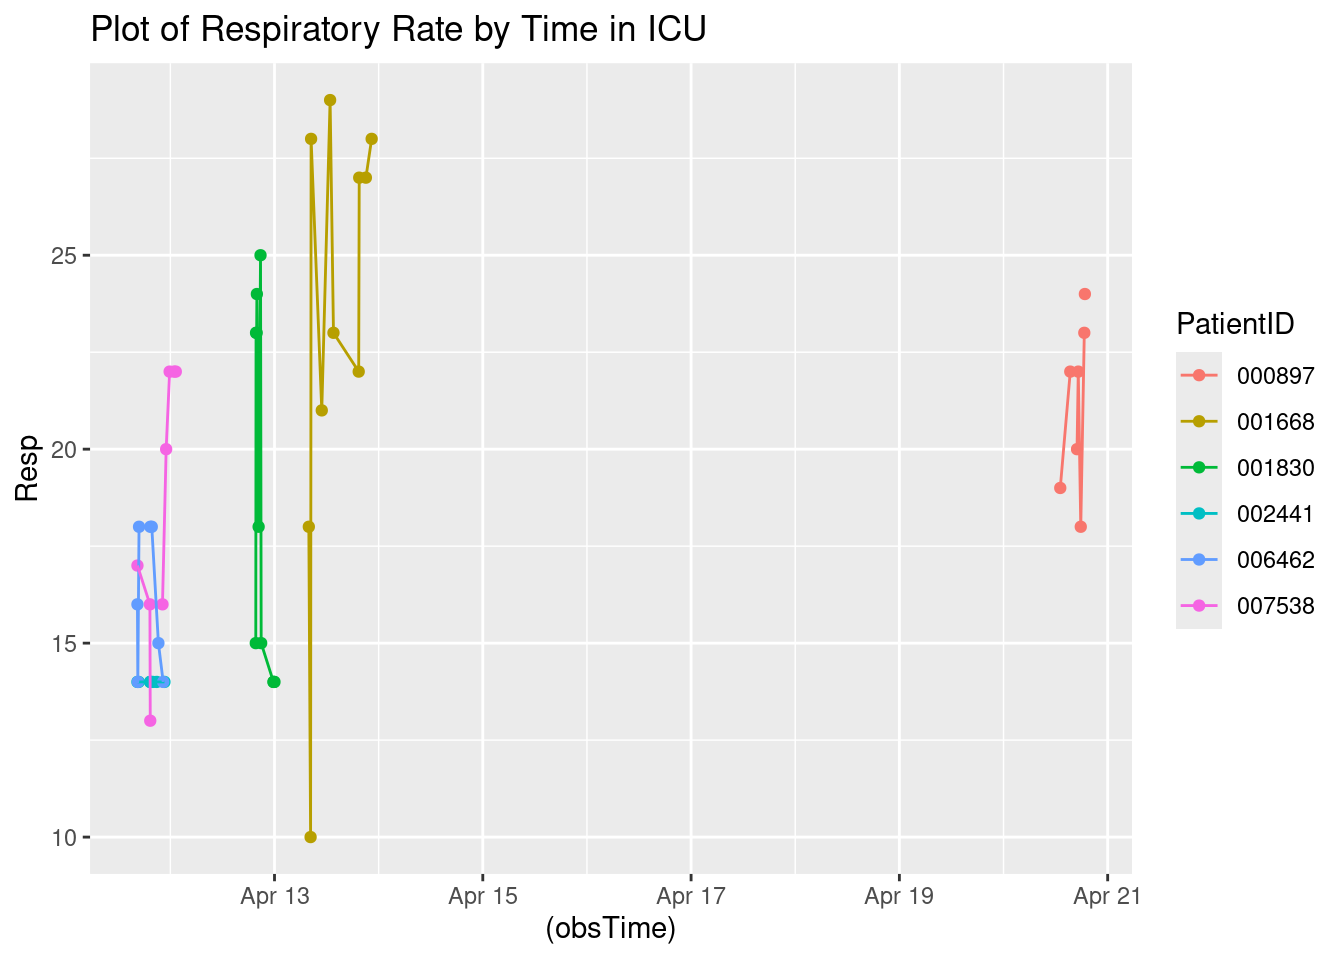 Plot of Respiratory Rate by Time in ICU
Resp
25
20
15
10
Apr 13 Apr 15 Apr 17 Apr 19 Apr 21
(obsTime)
PatientID
000897
001668
001830
002441
006462
007538